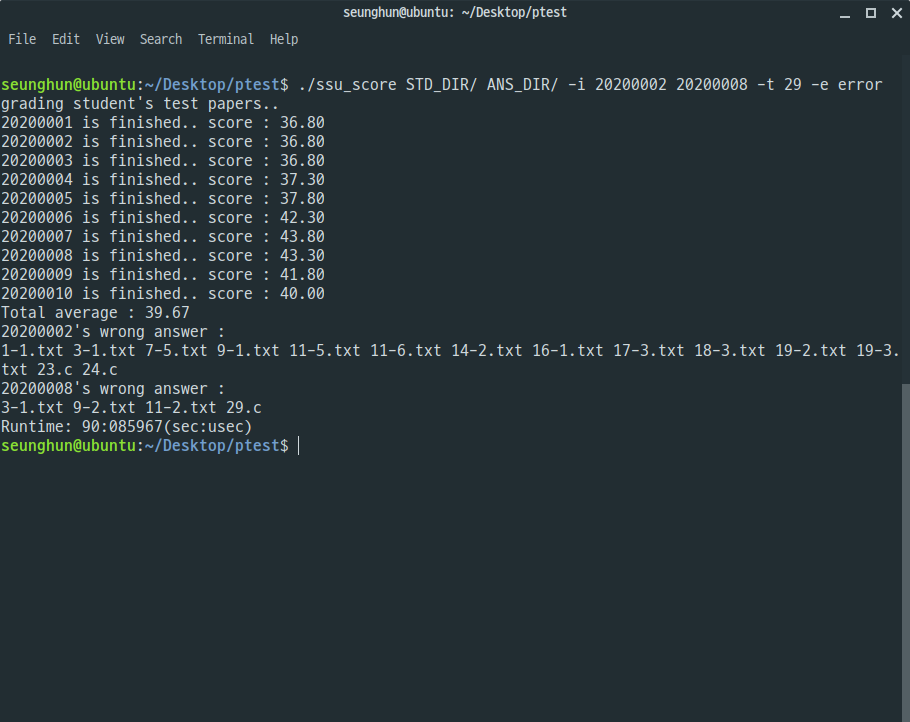 seunghun@ubuntu: ~/Desktop/ptest
File Edit View Search Terminal Help
seunghun@ubuntu:~/Desktop/ptest$ ./ssu_score STD_DIR/ ANS_DIR/ -i 20200002 20200008 -t 29 -e error
grading student's test papers..
20200001 is finished.. score : 36.80
20200002 is finished.. score : 36.80
20200003 is finished.. score : 36.80
20200004 is finished.. score : 37.30
20200005 is finished.. score : 37.80
20200006 is finished.. score : 42.30
20200007 is finished.. score : 43.80
20200008 is finished.. score : 43.30
20200009 is finished.. score : 41.80
20200010 is finished.. score : 40.00
Total average : 39.67
20200002's wrong answer :
1-1.txt 3-1.txt 7-5.txt 9-1.txt 11-5.txt 11-6.txt 14-2.txt 16-1.txt 17-3.txt 18-3.txt 19-2.txt 19-3.
txt 23.c 24.c
20200008's wrong answer :
3-1.txt 9-2.txt 11-2.txt 29.c
Runtime: 90:085967(sec:usec)
seunghun@ubuntu:~/Desktop/ptest$